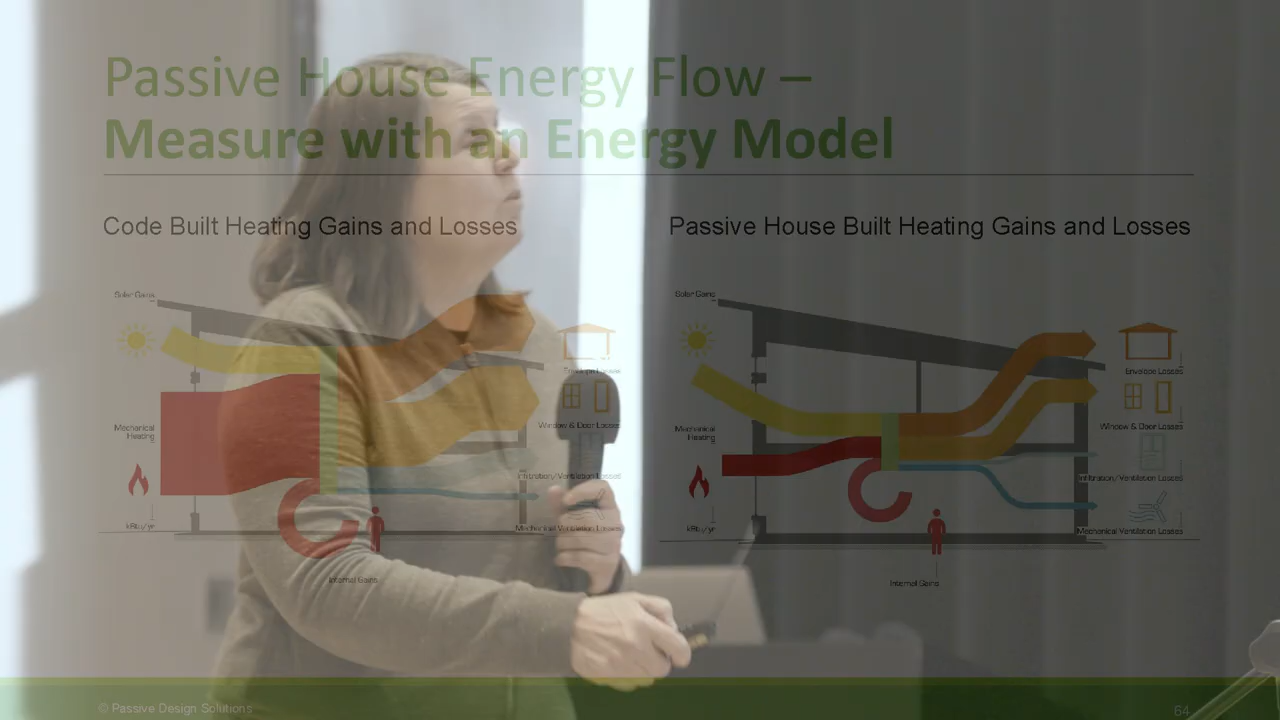 Passive House Energy Flow –
Measure with an Energy Model
Code Built Heating Gains and Losses
Passive House Built Heating Gains and Losses
Solar Gains
Envelope Losses
Window & Door Losses
Mechanical
Heating
Infiltration/Ventilation Losses
kBtu/yr
Mechanical Ventilation Losses
Internal Gains
Solar Gains
Envelope Losses
Window & Door Losses
Mechanical
Heating
Infiltration/Ventilation Losses
kBtu/yr
Mechanical Ventilation Losses
Internal Gains
© Passive Design Solutions
64